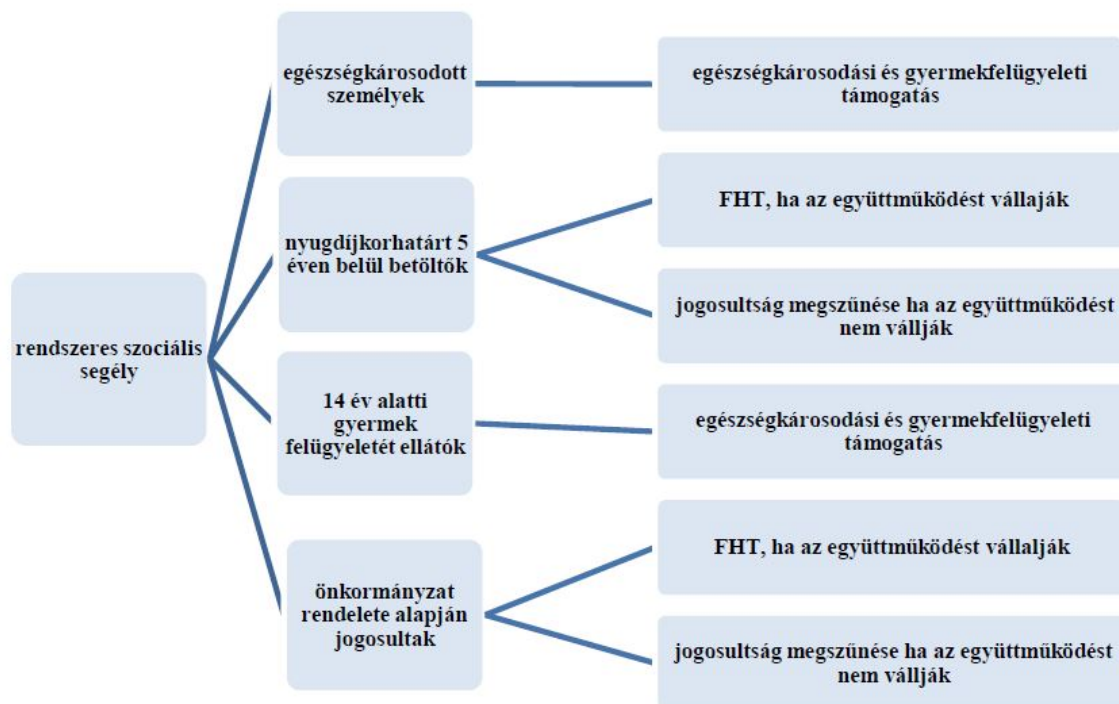 rendszeres szociális
segély
egészségkárosodott
személyek
egészségkárosodási és gyermekfelügyeleti
támogatás
nyugdíjkorhatárt 5
éven belül betöltők
FHT, ha az együttműködést vállaják
jogosultság megszűnése ha az együttműködést
nem vállják
14 év alatti
gyermek
felügyeletét ellátók
egészségkárosodási és gyermekfelügyeleti
támogatás
önkormányzat
rendelete alapján
jogosultak
FHT, ha az együttműködést vállalják
jogosultság megszűnése ha az együttműködést
nem vállják